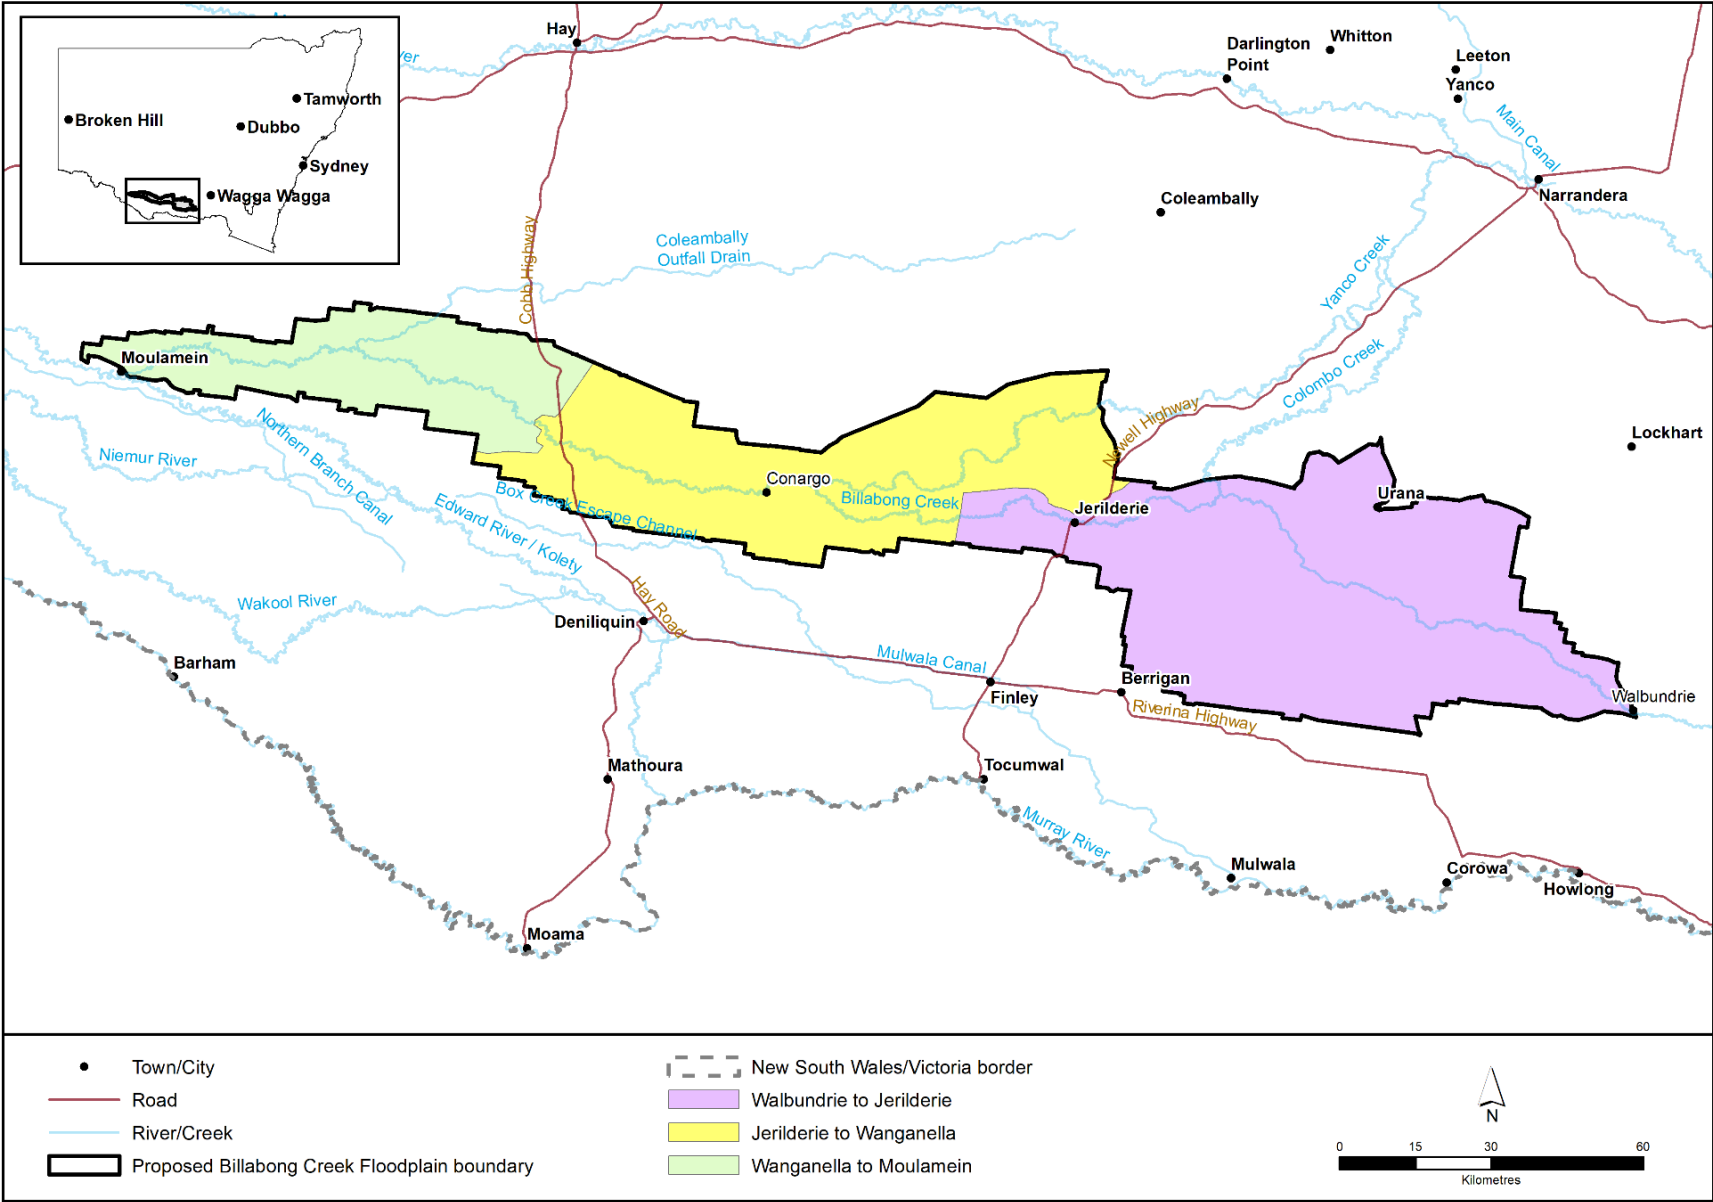 Hay
Darlington
Point
Whitton
Leeton
Yanco
ver
Tamworth
Broken Hill
Dubbo
Sydney
Wagga Wagga
Main Canal
Narrandera
Coleambally
Cobb Highway
Coleambally
Outfall Drain
Yanco Creek
Colombo Creek
Moulamein
Newell Highway
Lockhart
Northern Branch Canal
Niemur River
Conargo
Billabong Creek
Urana
Box Creek Escape Channel
Jerilderie
Edward River / Kolety
Wakool River
Hay Road
Deniliquin
Barham
Mulwala Canal
Finley
Berrigan
Riverina Highway
Walbundrie
Mathoura
Tocumwal
Murray River
Mulwala
Corowa
Howlong
Moama
Town/City
Road
River/Creek
Proposed Billabong Creek Floodplain boundary
New South Wales/Victoria border
Walbundrie to Jerilderie
Jerilderie to Wanganella
Wanganella to Moulamein
N
0 15 30 60
Kilometres